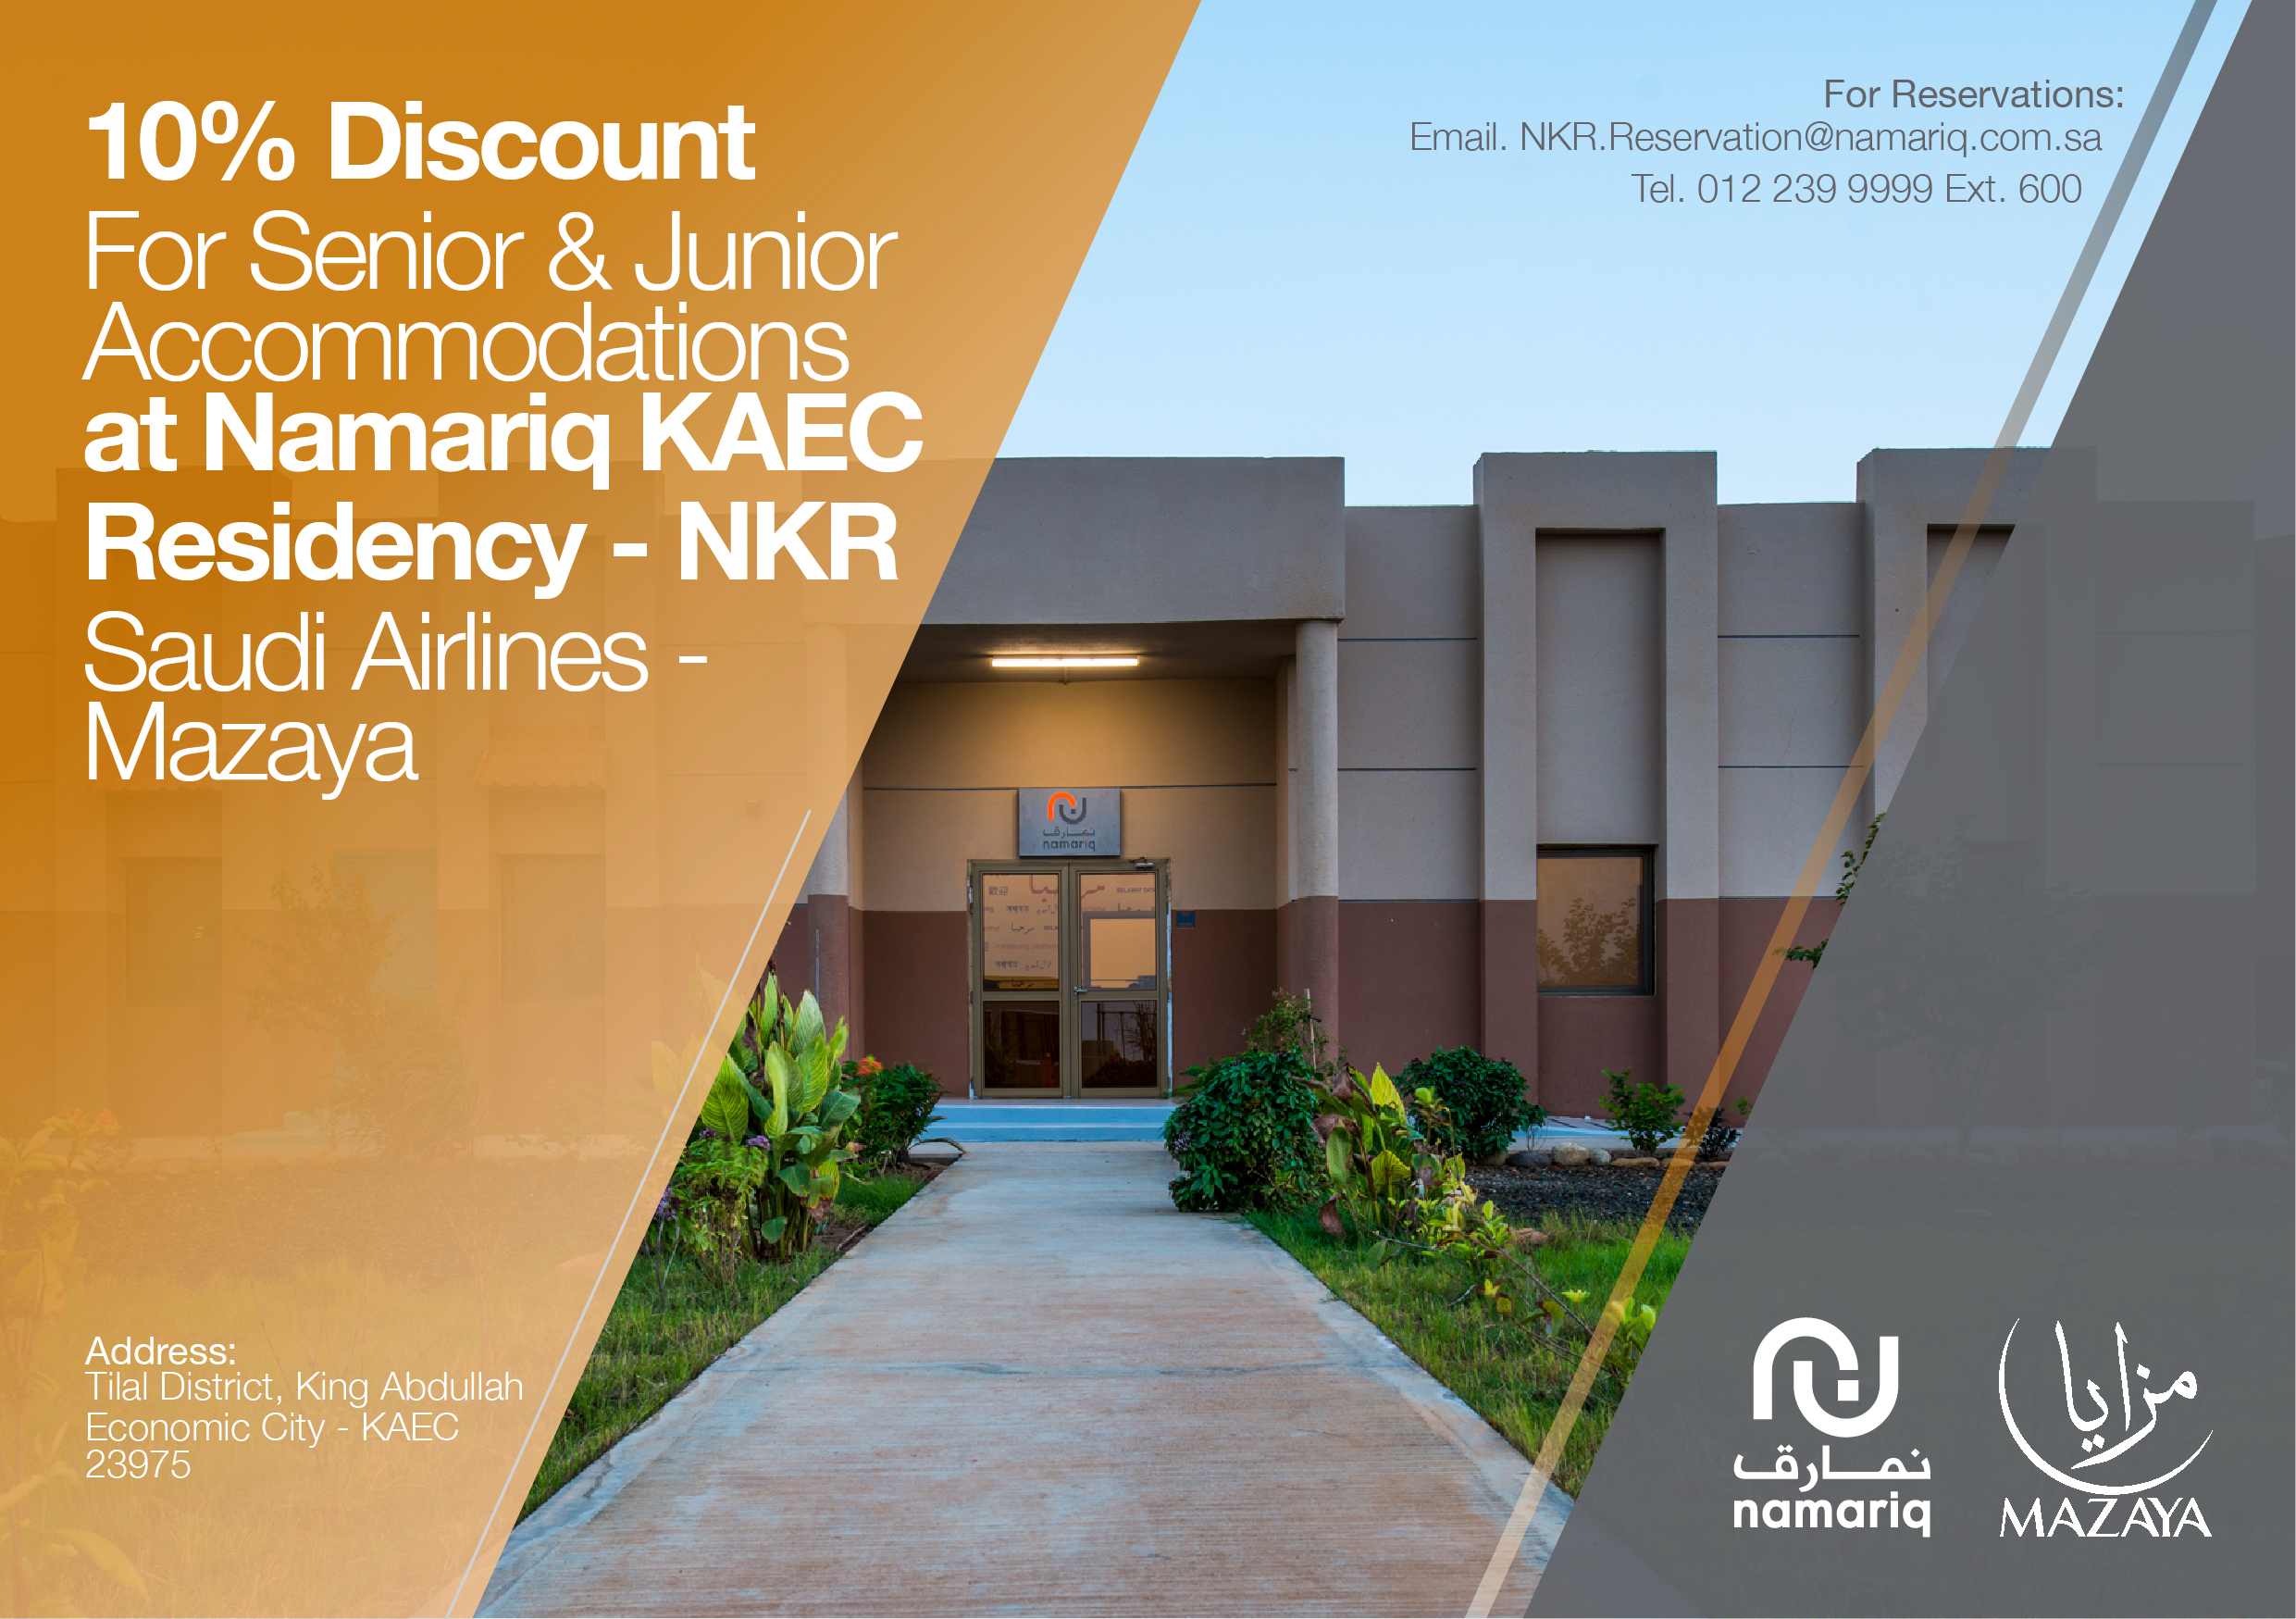 10% Discount
For Senior & Junior
Accommodations
at Namariq KAEC
Residency - NKR
Saudi Airlines -
Mazaya
For Reservations:
Email. NKR.Reservation@namariq.com.sa
Tel. 012 239 9999 Ext. 600
نمارق
namariq
Address:
Tilal District, King Abdullah
Economic City - KAEC
23975
نمارق
namariq
مزايا
MAZAYA